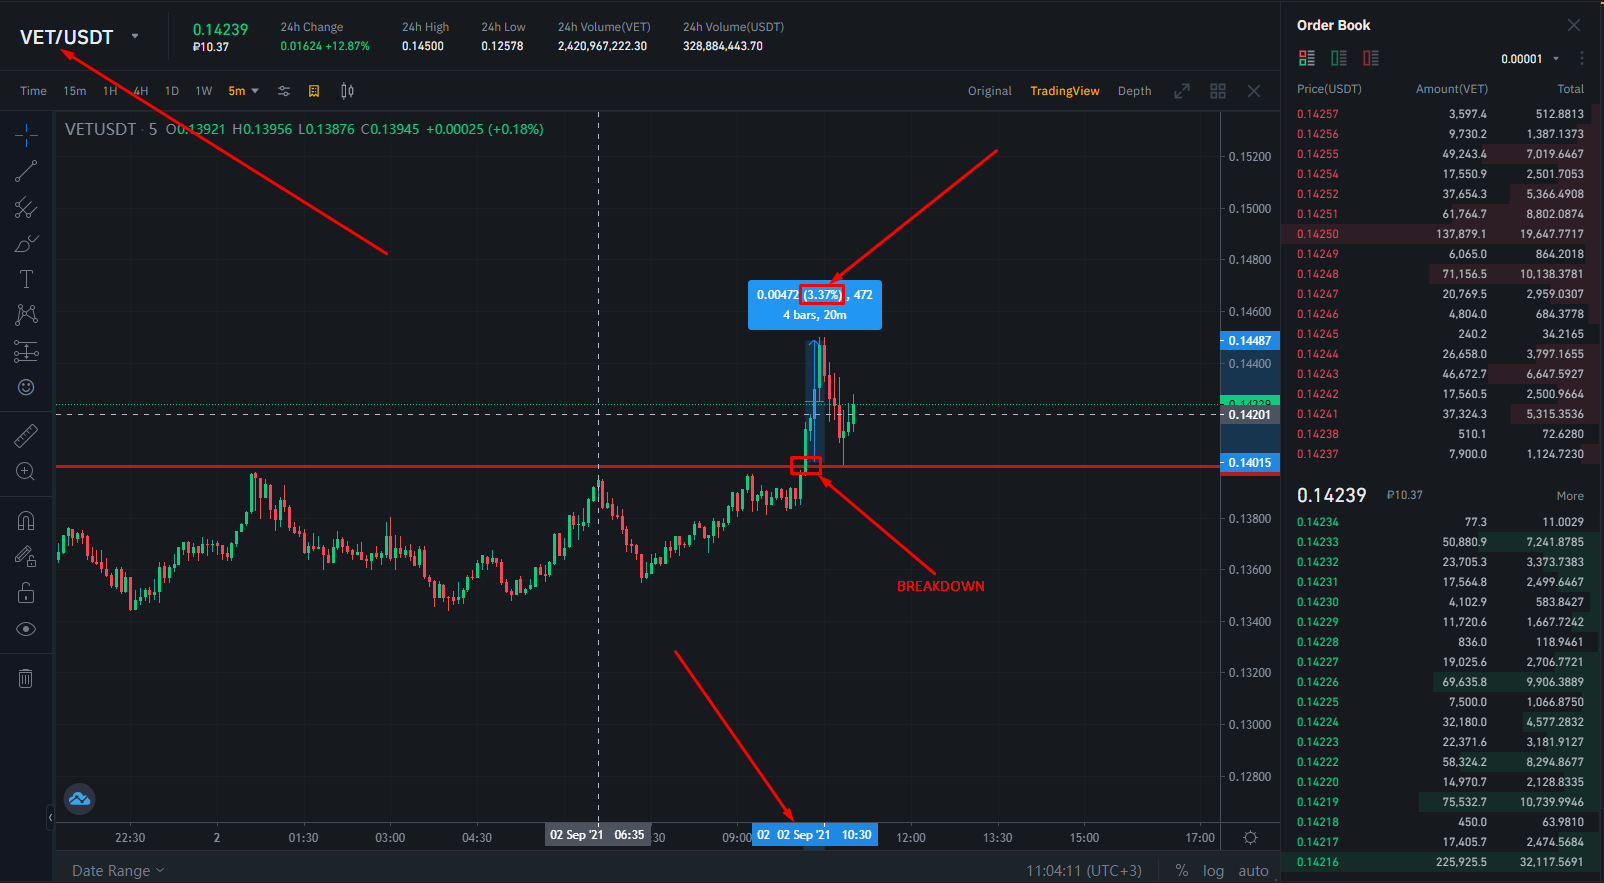 VET/USDT
0.14239
₽10.37
24h Change
0.01624 +12.87%
24h High
0.14500
24h Low
0.12578
24h Volume(VET)
2,420,967,222.30
24h Volume(USDT)
328,884,443.70
Time 15m 1H 4H 1D 1W 5m
Original TradingView Depth
VETUSDT · 5 O0.13921 H0.13956 L0.13876 C0.13945 +0.00025 (+0.18%)
0.15200
0.15000
0.14800
0.00472 (3.37%) , 472
4 bars, 20m
0.14600
0.14487
0.14400
0.14239
0.14201
0.14015
0.13800
0.13600
BREAKDOWN
0.13400
0.13200
0.13000
0.12800
22:30 2 01:30 03:00 04:30 02 Sep '21 06:35 :30 09:00 02 02 Sep '21 10:30 12:00 13:30 15:00 17:00
Date Range
11:04:11 (UTC+3) % log auto
Order Book
0.00001
Price(USDT) Amount(VET) Total
0.14257 3,597.4 512.8813
0.14256 9,730.2 1,387.1373
0.14255 49,243.4 7,019.6467
0.14254 17,550.9 2,501.7053
0.14252 37,654.3 5,366.4908
0.14251 61,764.7 8,802.0874
0.14250 137,879.1 19,647.7717
0.14249 6,065.0 864.2018
0.14248 71,156.5 10,138.3781
0.14247 20,769.5 2,959.0307
0.14246 4,804.0 684.3778
0.14245 240.2 34.2165
0.14244 26,658.0 3,797.1655
0.14243 46,672.7 6,647.5927
0.14242 17,560.5 2,500.9664
0.14241 37,324.3 5,315.3536
0.14238 510.1 72.6280
0.14237 7,900.0 1,124.7230
0.14239 ₽10.37 More
0.14234 77.3 11.0029
0.14233 50,880.9 7,241.8785
0.14232 23,705.3 3,373.7383
0.14231 17,564.8 2,499.6467
0.14230 4,102.9 583.8427
0.14229 11,720.6 1,667.7242
0.14228 836.0 118.9461
0.14227 19,025.6 2,706.7721
0.14226 69,635.8 9,906.3889
0.14225 7,500.0 1,066.8750
0.14224 32,180.0 4,577.2832
0.14223 22,371.6 3,181.9127
0.14222 58,324.2 8,294.8677
0.14220 14,970.7 2,128.8335
0.14219 75,532.7 10,739.9946
0.14218 450.0 63.9810
0.14217 17,405.7 2,474.5684
0.14216 225,925.5 32,117.5691